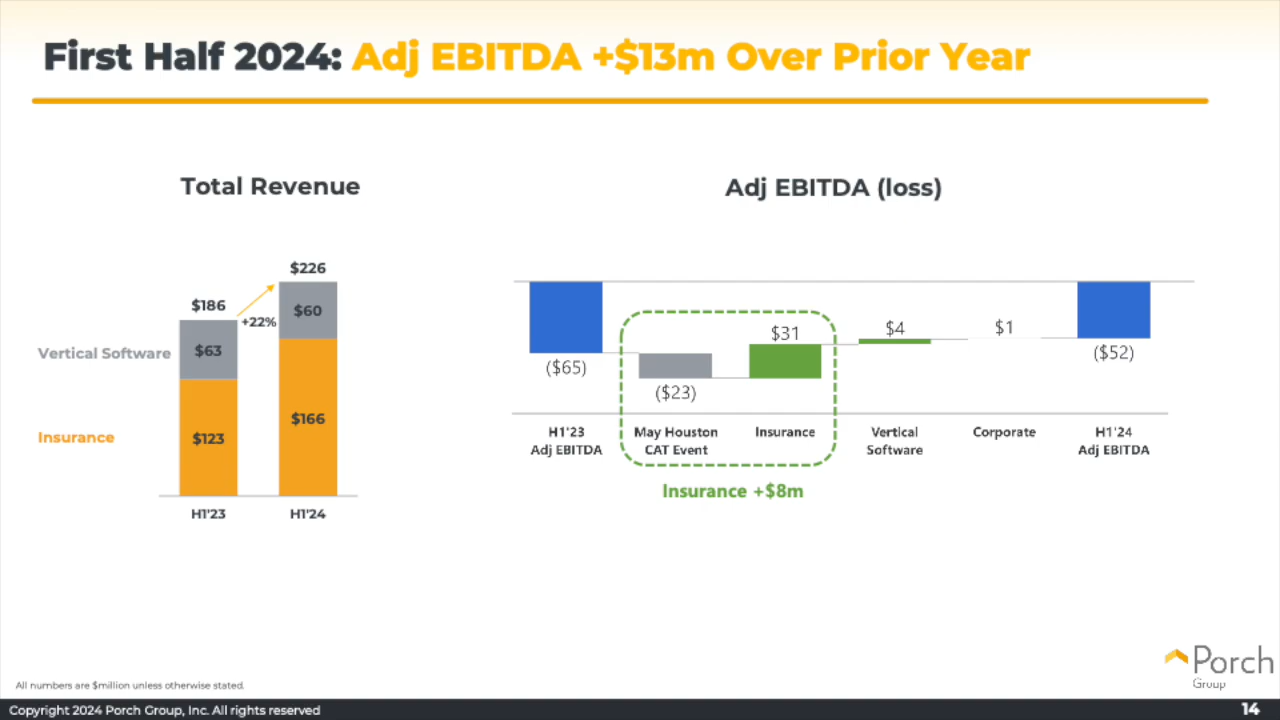 First Half 2024: Adj EBITDA +$13m Over Prior Year
Total Revenue
$226
$186
+22%
$60
Vertical Software
$63
Insurance
$123
$166
H1'23
H1'24
Adj EBITDA (loss)
$31
$4
$1
($65)
($23)
($52)
H1'23
Adj EBITDA
May Houston
CAT Event
Insurance
Vertical
Software
Corporate
H1'24
Adj EBITDA
Insurance +$8m
Porch
Group
All numbers are $million unless otherwise stated.
Copyright 2024 Porch Group, Inc. All rights reserved
14